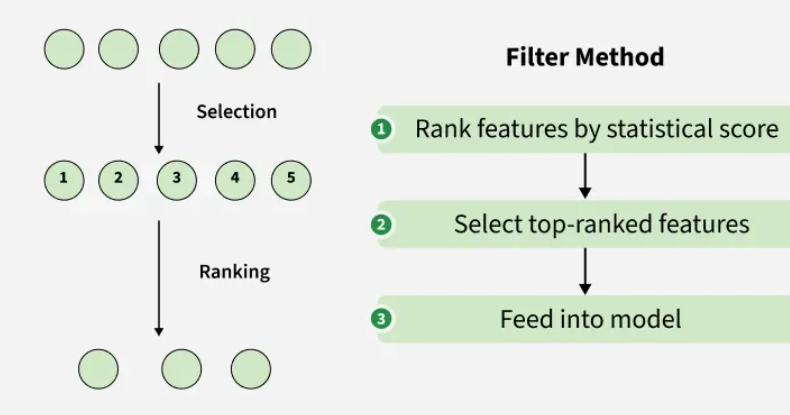 Selection
1 2 3 4 5
Ranking
Filter Method
1 Rank features by statistical score
2 Select top-ranked features
3 Feed into model